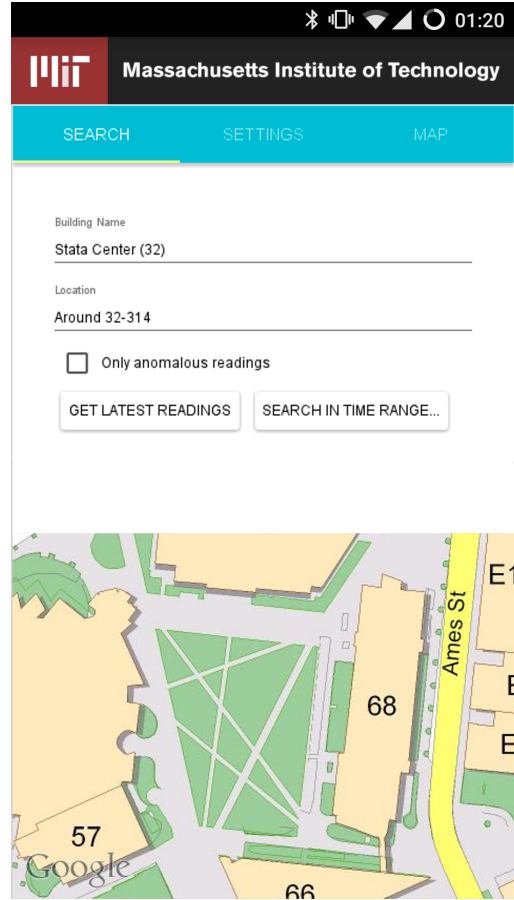 01:20
MIT Massachusetts Institute of Technology
SEARCH SETTINGS MAP
Building Name
Stata Center (32)
Location
Around 32-314
Only anomalous readings
GET LATEST READINGS SEARCH IN TIME RANGE...
E1
Ames St
68
E
E
57
Google
66